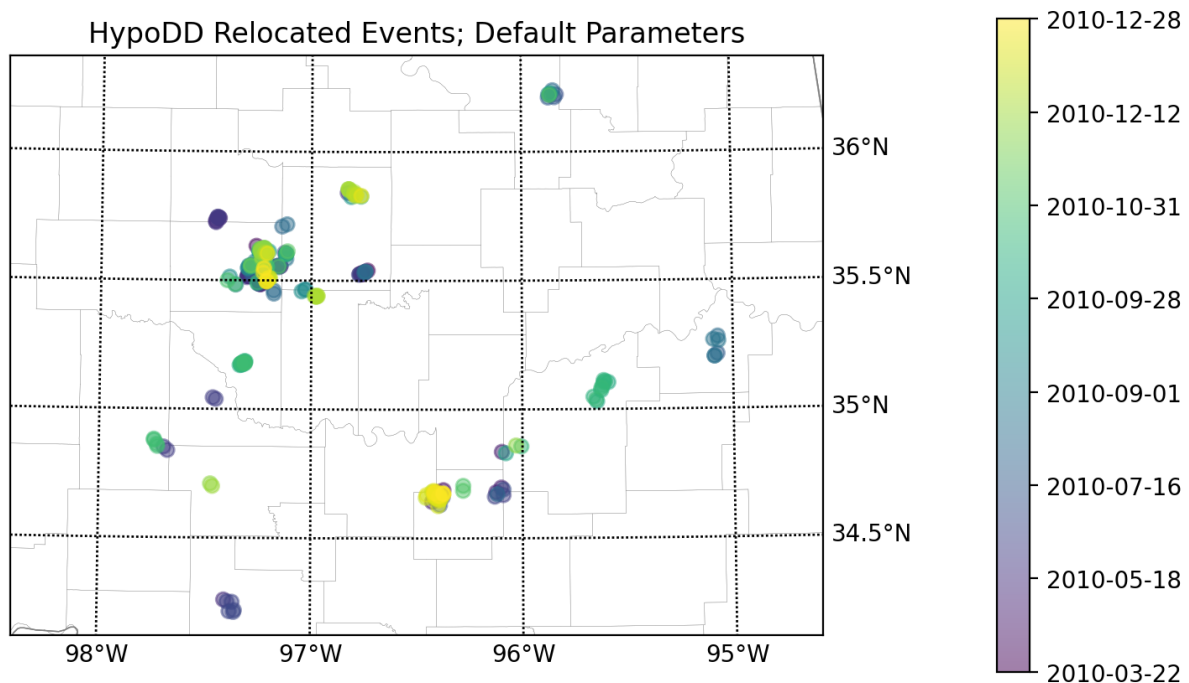 HypoDD Relocated Events; Default Parameters
36°N
35.5°N
35°N
34.5°N
98°W
97°W
96°W
95°W
2010-12-28
2010-12-12
2010-10-31
2010-09-28
2010-09-01
2010-07-16
2010-05-18
2010-03-22